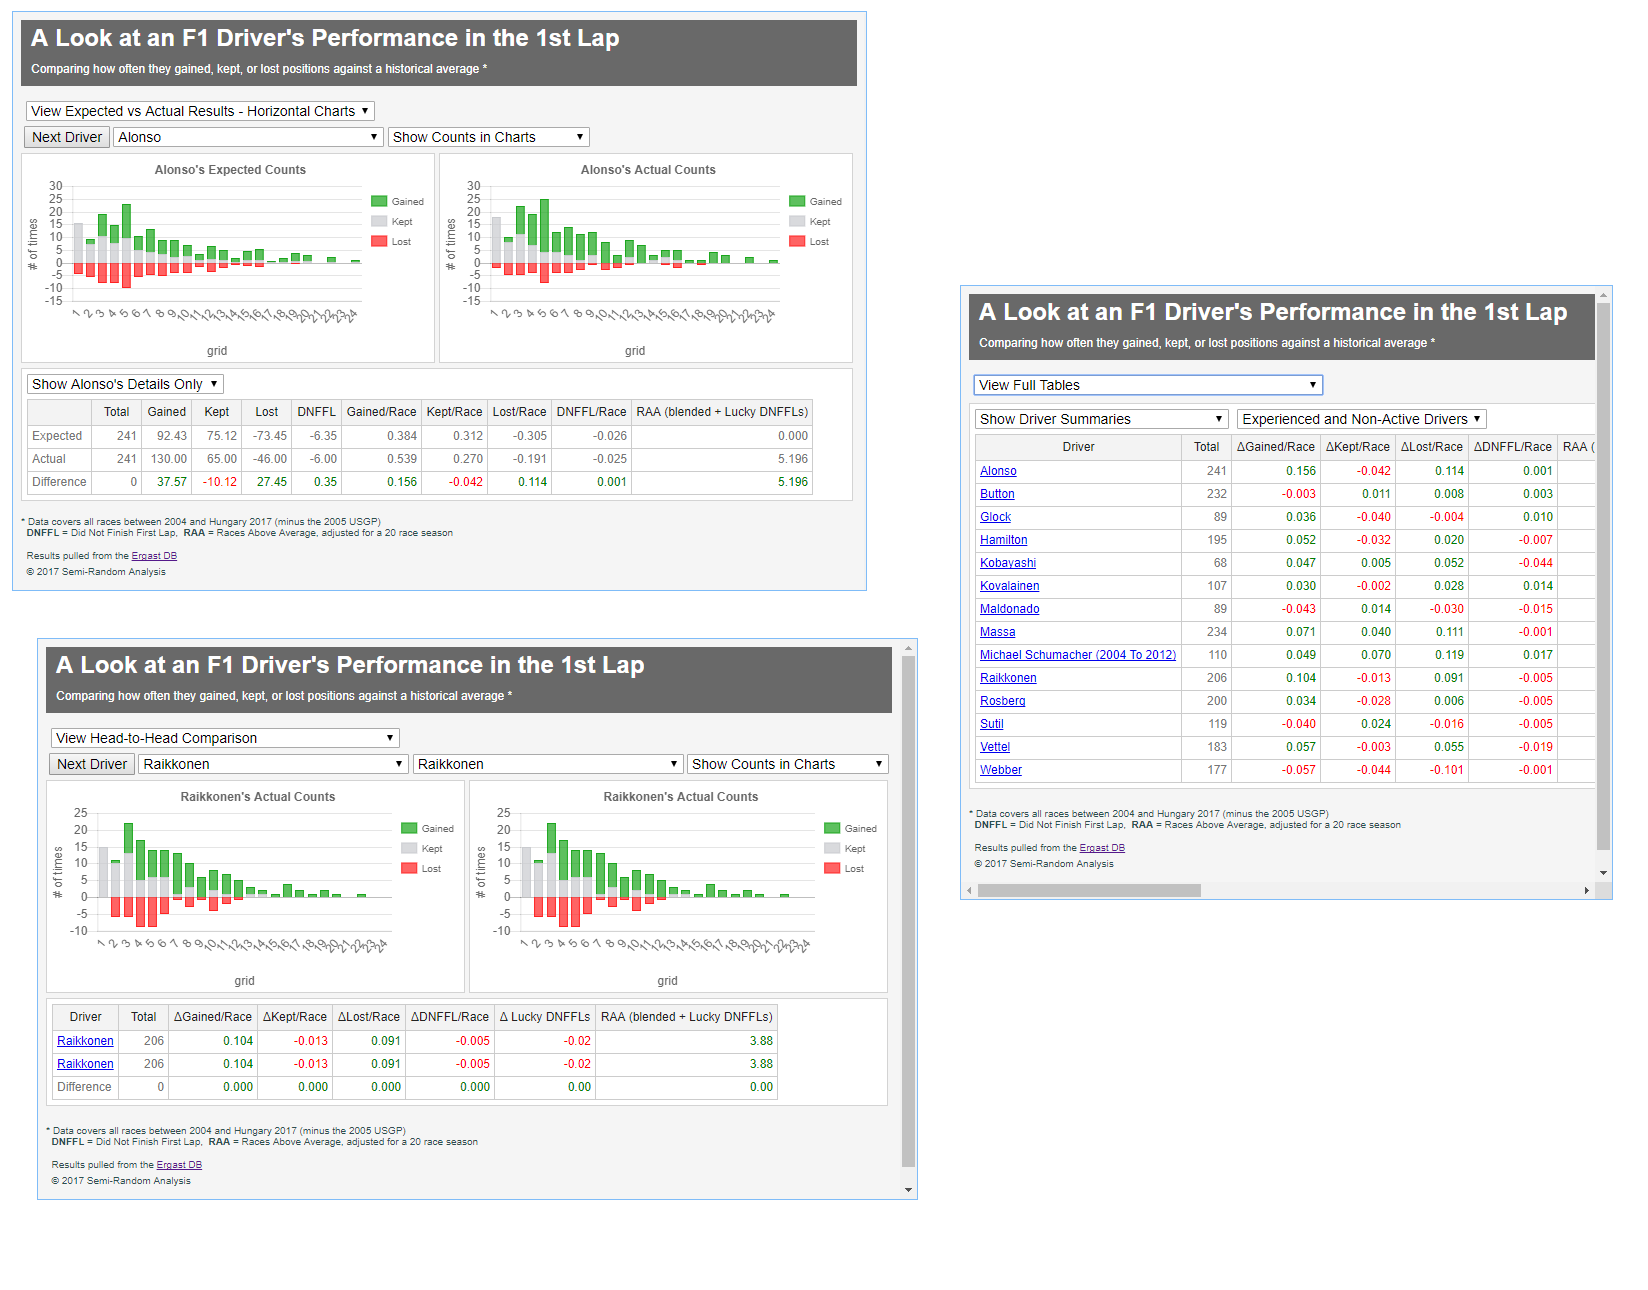 A Look at an F1 Driver's Performance in the 1st Lap
Comparing how often they gained, kept, or lost positions against a historical average *
View Expected vs Actual Results - Horizontal Charts
Next Driver Alonso Show Counts in Charts
Alonso's Expected Counts
30
25
20
15
10
5
0
-5
-10
-15
# of times
1 2 3 4 5 6 7 8 9 10 11 12 13 14 15 16 17 18 19 20 21 22 23 24
grid
Gained
Kept
Lost
Alonso's Actual Counts
30
25
20
15
10
5
0
-5
-10
-15
# of times
1 2 3 4 5 6 7 8 9 10 11 12 13 14 15 16 17 18 19 20 21 22 23 24
grid
Gained
Kept
Lost
Show Alonso's Details Only
Total Gained Kept Lost DNFFL Gained/Race Kept/Race Lost/Race DNFFL/Race RAA (blended + Lucky DNFFLs)
Expected 241 92.43 75.12 -73.45 -6.35 0.384 0.312 -0.305 -0.026 0.000
Actual 241 130.00 65.00 -46.00 -6.00 0.539 0.270 -0.191 -0.025 5.196
Difference 0 37.57 -10.12 27.45 0.35 0.156 -0.042 0.114 0.001 5.196
* Data covers all races between 2004 and Hungary 2017 (minus the 2005 USGP)
DNFFL = Did Not Finish First Lap, RAA = Races Above Average, adjusted for a 20 race season
Results pulled from the Ergast DB
© 2017 Semi-Random Analysis
A Look at an F1 Driver's Performance in the 1st Lap
Comparing how often they gained, kept, or lost positions against a historical average *
View Full Tables
Show Driver Summaries Experienced and Non-Active Drivers
Driver Total ΔGained/Race ΔKept/Race ΔLost/Race ΔDNFFL/Race RAA (
Alonso 241 0.156 -0.042 0.114 0.001
Button 232 -0.003 0.011 0.008 0.003
Glock 89 0.036 -0.040 -0.004 0.010
Hamilton 195 0.052 -0.032 0.020 -0.007
Kobayashi 68 0.047 0.005 0.052 -0.044
Kovalainen 107 0.030 -0.002 0.028 0.014
Maldonado 89 -0.043 0.014 -0.030 -0.015
Massa 234 0.071 0.040 0.111 -0.001
Michael Schumacher (2004 To 2012) 110 0.049 0.070 0.119 0.017
Raikkonen 206 0.104 -0.013 0.091 -0.005
Rosberg 200 0.034 -0.028 0.006 -0.005
Sutil 119 -0.040 0.024 -0.016 -0.005
Vettel 183 0.057 -0.003 0.055 -0.019
Webber 177 -0.057 -0.044 -0.101 -0.001
* Data covers all races between 2004 and Hungary 2017 (minus the 2005 USGP)
DNFFL = Did Not Finish First Lap, RAA = Races Above Average, adjusted for a 20 race season
Results pulled from the Ergast DB
© 2017 Semi-Random Analysis
A Look at an F1 Driver's Performance in the 1st Lap
Comparing how often they gained, kept, or lost positions against a historical average *
View Head-to-Head Comparison
Next Driver Raikkonen Raikkonen Show Counts in Charts
Raikkonen's Actual Counts
25
20
15
10
5
0
-5
-10
# of times
1 2 3 4 5 6 7 8 9 10 11 12 13 14 15 16 17 18 19 20 21 22 23 24
grid
Gained
Kept
Lost
Raikkonen's Actual Counts
25
20
15
10
5
0
-5
-10
# of times
1 2 3 4 5 6 7 8 9 10 11 12 13 14 15 16 17 18 19 20 21 22 23 24
grid
Gained
Kept
Lost
Driver Total ΔGained/Race ΔKept/Race ΔLost/Race ΔDNFFL/Race Δ Lucky DNFFLs RAA (blended + Lucky DNFFLs)
Raikkonen 206 0.104 -0.013 0.091 -0.005 -0.02 3.88
Raikkonen 206 0.104 -0.013 0.091 -0.005 -0.02 3.88
Difference 0 0.000 0.000 0.000 0.000 0.00 0.00
* Data covers all races between 2004 and Hungary 2017 (minus the 2005 USGP)
DNFFL = Did Not Finish First Lap, RAA = Races Above Average, adjusted for a 20 race season
Results pulled from the Ergast DB
© 2017 Semi-Random Analysis